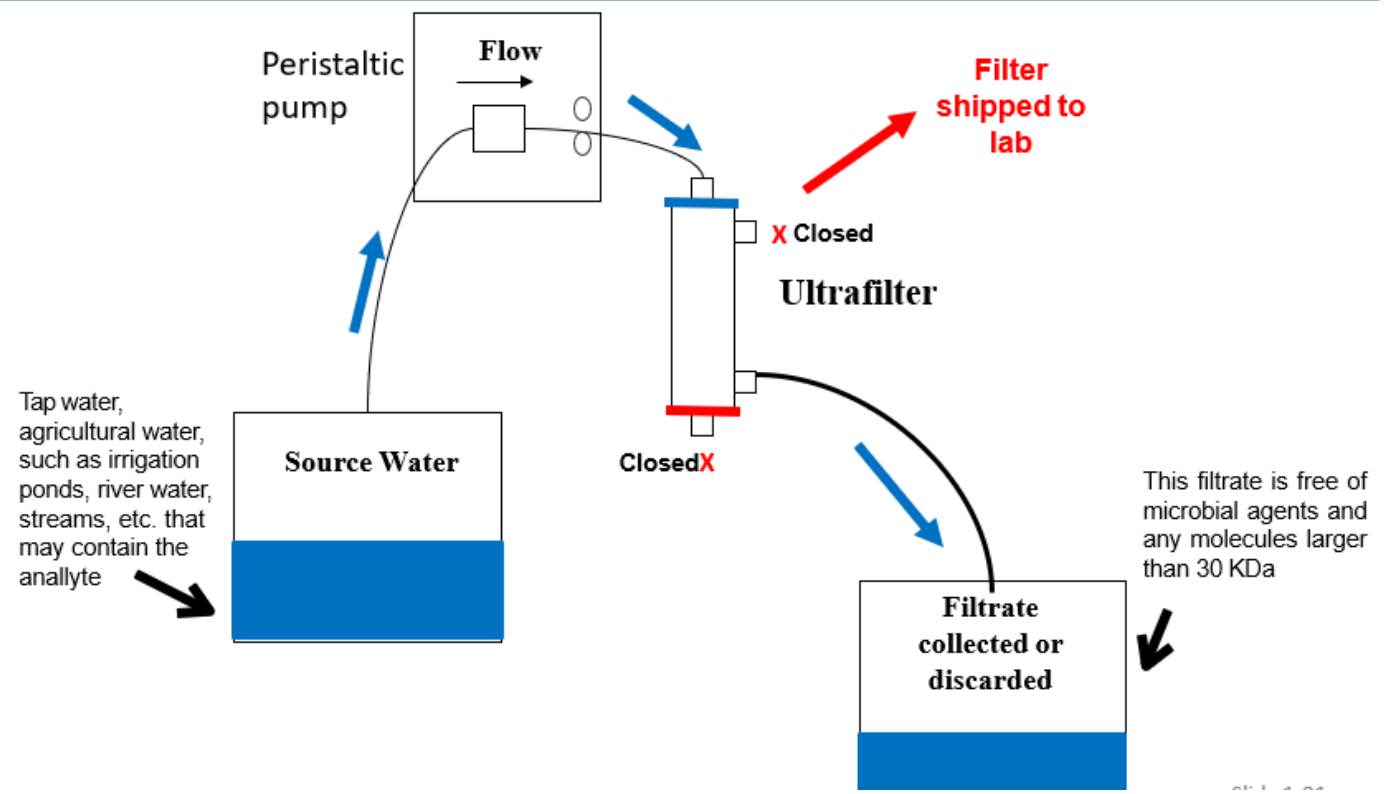 Peristaltic
pump
Flow
Filter
shipped to
lab
X Closed
Ultrafilter
ClosedX
Tap water,
agricultural water,
such as irrigation
ponds, river water,
streams, etc. that
may contain the
anallyte
Source Water
This filtrate is free of
microbial agents and
any molecules larger
than 30 KDa
Filtrate
collected or
discarded